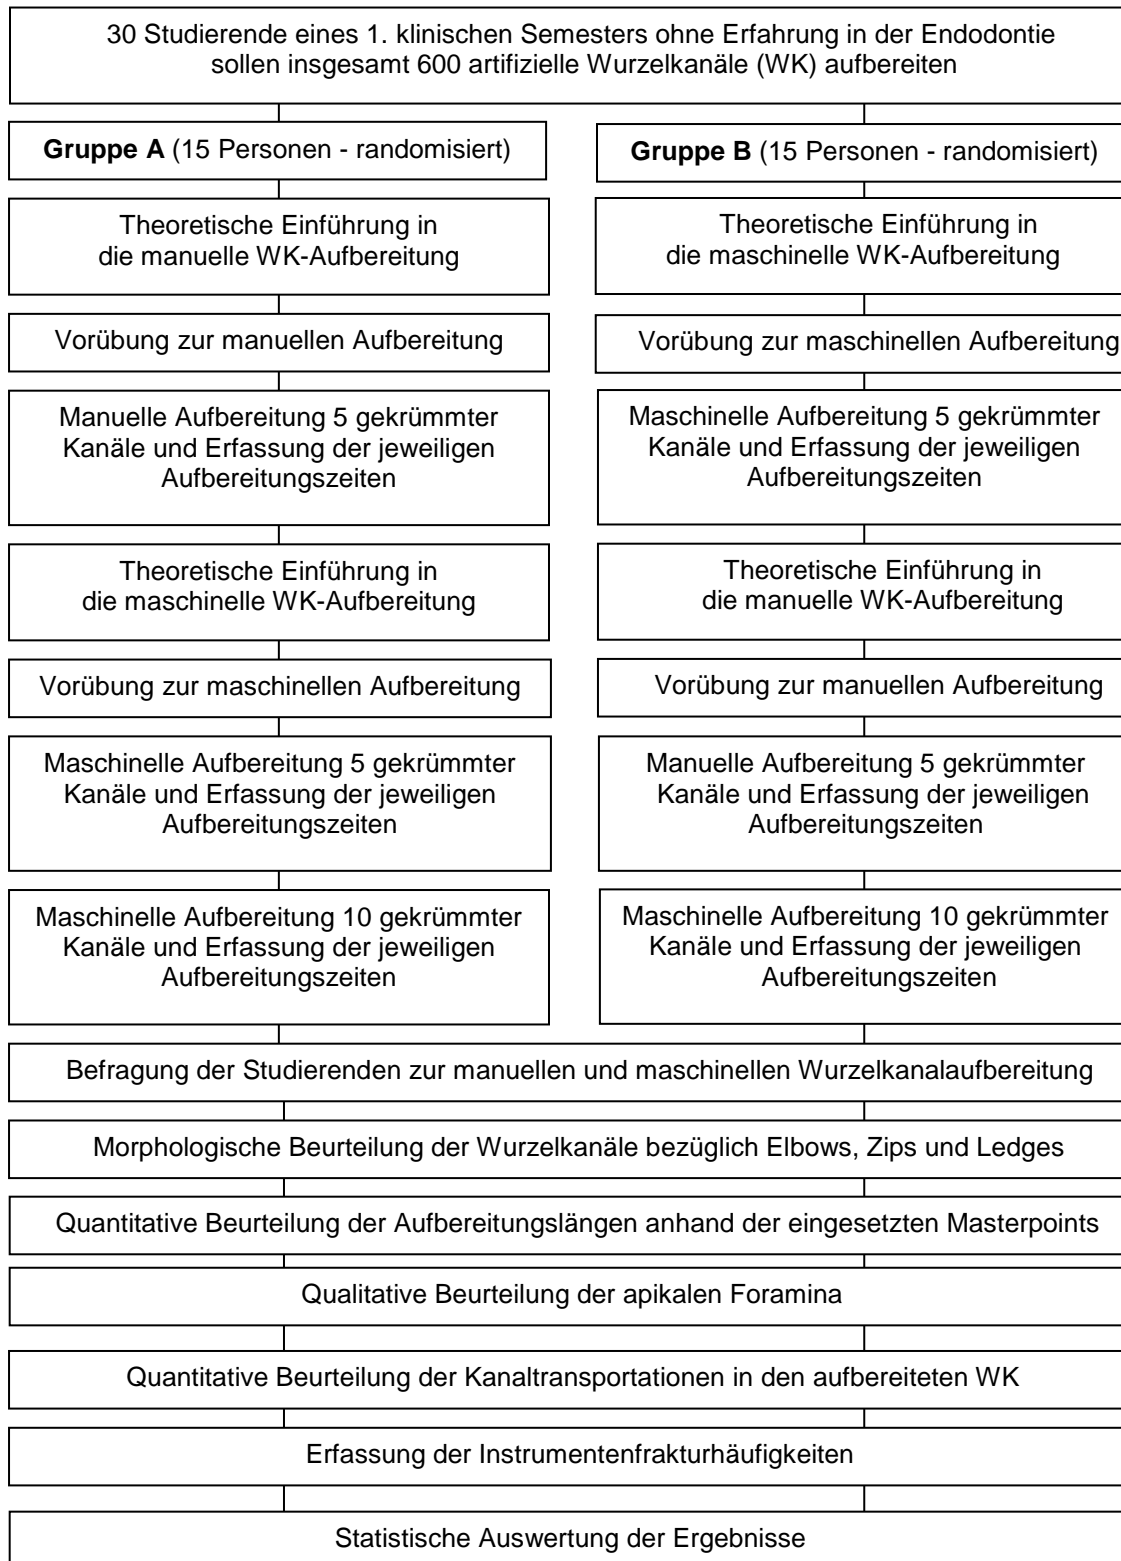 30 Studierende eines 1. klinischen Semesters ohne Erfahrung in der Endodontie
sollen insgesamt 600 artifizielle Wurzelkanäle (WK) aufbereiten
Gruppe A (15 Personen - randomisiert)
Theoretische Einführung in
die manuelle WK-Aufbereitung
Vorübung zur manuellen Aufbereitung
Manuelle Aufbereitung 5 gekrümmter
Kanäle und Erfassung der jeweiligen
Aufbereitungszeiten
Theoretische Einführung in
die maschinelle WK-Aufbereitung
Vorübung zur maschinellen Aufbereitung
Maschinelle Aufbereitung 5 gekrümmter
Kanäle und Erfassung der jeweiligen
Aufbereitungszeiten
Maschinelle Aufbereitung 10 gekrümmter
Kanäle und Erfassung der jeweiligen
Aufbereitungszeiten
Gruppe B (15 Personen - randomisiert)
Theoretische Einführung in
die maschinelle WK-Aufbereitung
Vorübung zur maschinellen Aufbereitung
Maschinelle Aufbereitung 5 gekrümmter
Kanäle und Erfassung der jeweiligen
Aufbereitungszeiten
Theoretische Einführung in
die manuelle WK-Aufbereitung
Vorübung zur manuellen Aufbereitung
Manuelle Aufbereitung 5 gekrümmter
Kanäle und Erfassung der jeweiligen
Aufbereitungszeiten
Maschinelle Aufbereitung 10 gekrümmter
Kanäle und Erfassung der jeweiligen
Aufbereitungszeiten
Befragung der Studierenden zur manuellen und maschinellen Wurzelkanalaufbereitung
Morphologische Beurteilung der Wurzelkanäle bezüglich Elbows, Zips und Ledges
Quantitative Beurteilung der Aufbereitungslängen anhand der eingesetzten Masterpoints
Qualitative Beurteilung der apikalen Foramina
Quantitative Beurteilung der Kanaltransportationen in den aufbereiteten WK
Erfassung der Instrumentenfrakturhäufigkeiten
Statistische Auswertung der Ergebnisse